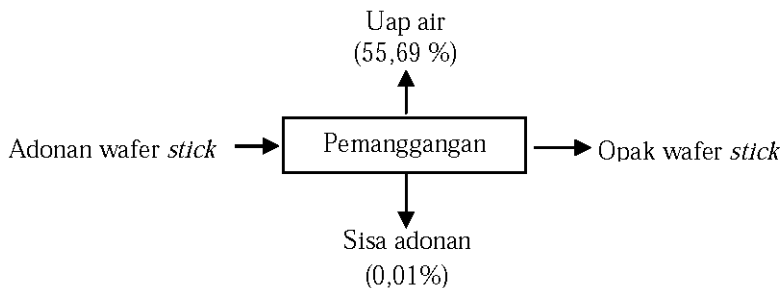 Uap air
(55,69 %)
Adonan wafer stick
Pemanggangan
Opak wafer stick
Sisa adonan
(0,01%)